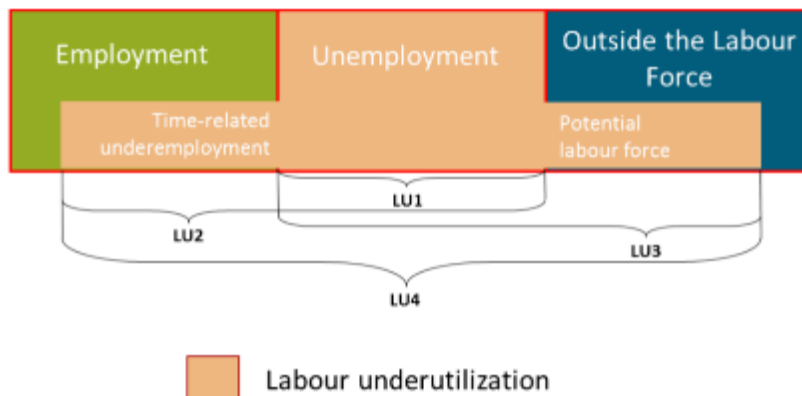 Employment
Unemployment
Outside the Labour
Force
Time-related
underemployment
Potential
labour force
LU1
LU2
LU3
LU4
Labour underutilization